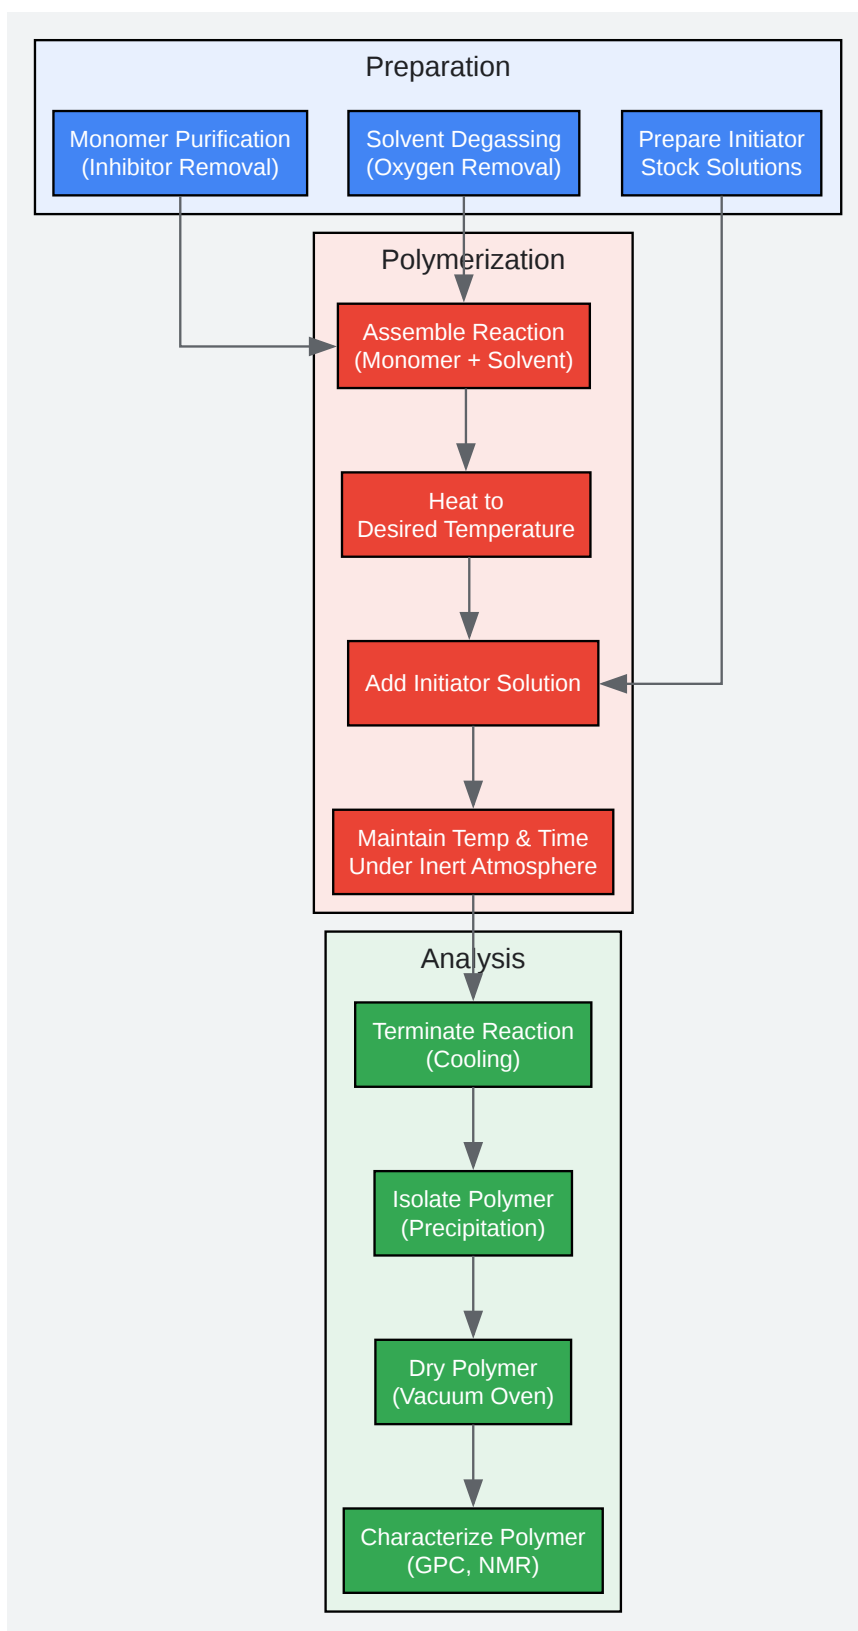 Preparation
Monomer Purification
(Inhibitor Removal)
Solvent Degassing
(Oxygen Removal)
Prepare Initiator
Stock Solutions
Polymerization
Assemble Reaction
(Monomer + Solvent)
Heat to
Desired Temperature
Add Initiator Solution
Maintain Temp & Time
Under Inert Atmosphere
Analysis
Terminate Reaction
(Cooling)
Isolate Polymer
(Precipitation)
Dry Polymer
(Vacuum Oven)
Characterize Polymer
(GPC, NMR)